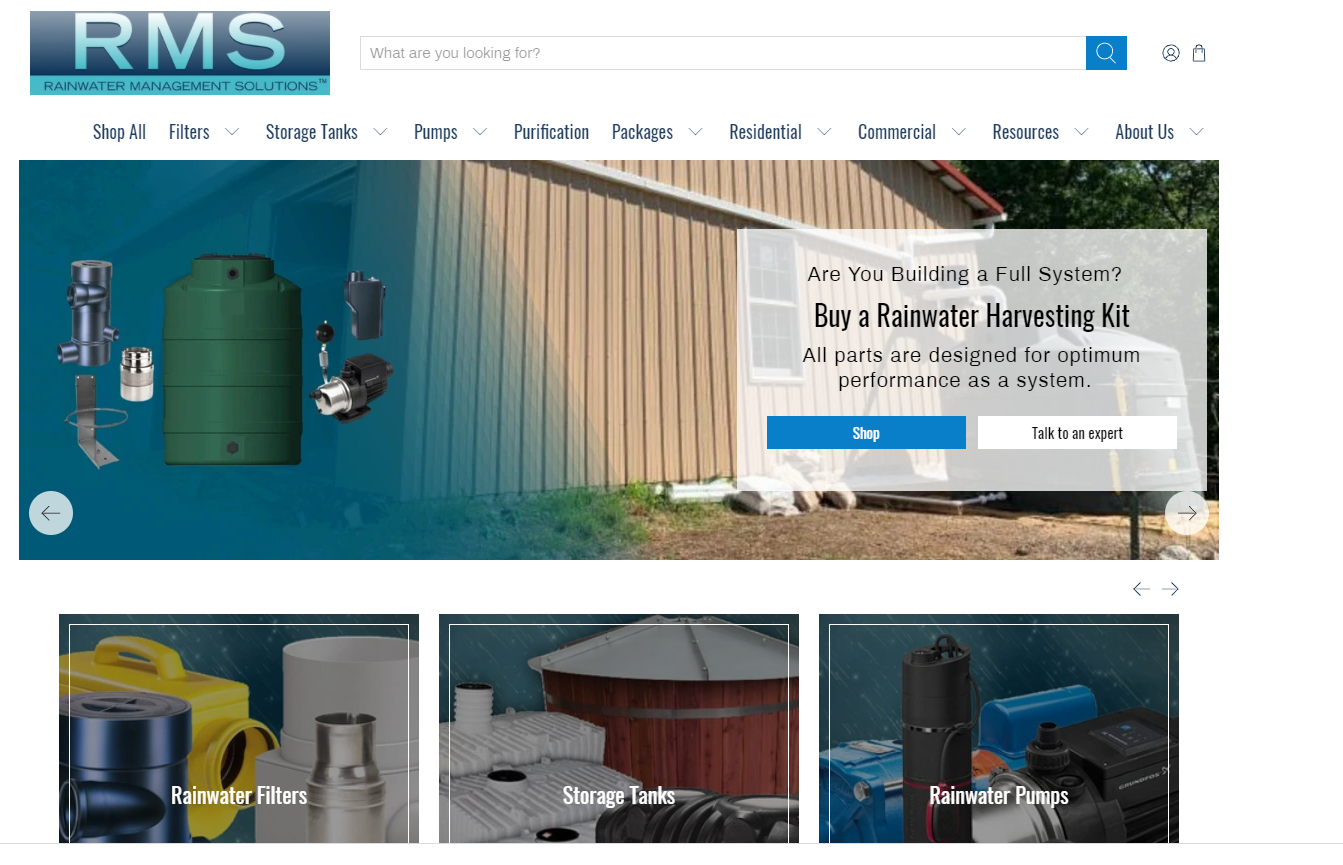 RMS
RAINWATER MANAGEMENT SOLUTIONS™
What are you looking for?
Shop All Filters Storage Tanks Pumps Purification Packages Residential Commercial Resources About Us
Are You Building a Full System?
Buy a Rainwater Harvesting Kit
All parts are designed for optimum
performance as a system.
Shop Talk to an expert
Rainwater Filters Storage Tanks Rainwater Pumps
GRUNDFOS